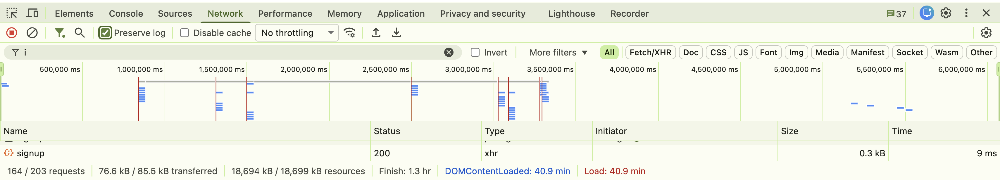 Elements Console Sources Network Performance Memory Application Privacy and security Lighthouse Recorder 37
Preserve log Disable cache No throttling
i Invert More filters All Fetch/XHR Doc CSS JS Font Img Media Manifest Socket Wasm Other
500,000 ms 1,000,000 ms 1,500,000 ms 2,000,000 ms 2,500,000 ms 3,000,000 ms 3,500,000 ms 4,000,000 ms 4,500,000 ms 5,000,000 ms 5,500,000 ms 6,000,000 ms
Name Status Type Initiator Size Time
signup 200 xhr 0.3 kB 9 ms
164 / 203 requests 76.6 kB / 85.5 kB transferred 18,694 kB / 18,699 kB resources Finish: 1.3 hr DOMContentLoaded: 40.9 min Load: 40.9 min